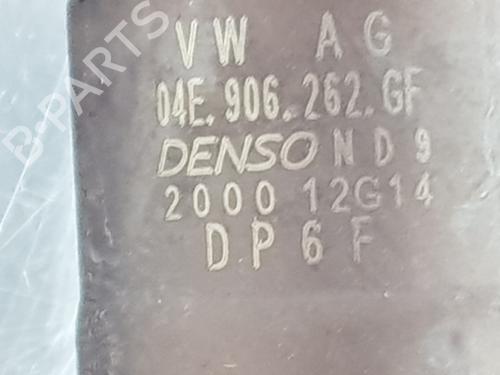 B-PARTS
VW AG
04E.906.262.GF
DENSO ND9
2000 12G14
DP6F